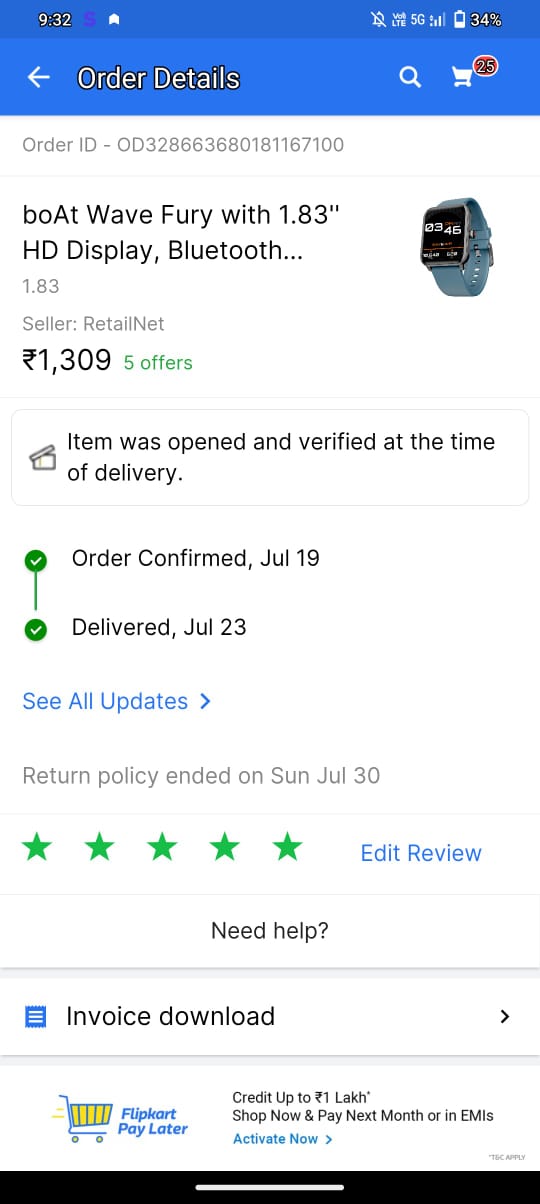 9:32 S VoI) LTE 5G 34%
Order Details 25
Order ID - OD328663680181167100
boAt Wave Fury with 1.83"
HD Display, Bluetooth...
1.83
Seller: RetailNet
₹1,309 5 offers
03 45
Item was opened and verified at the time
of delivery.
Order Confirmed, Jul 19
Delivered, Jul 23
See All Updates
Return policy ended on Sun Jul 30
Edit Review
Need help?
Invoice download
Flipkart
Pay Later
Credit Up to ₹1 Lakh*
Shop Now & Pay Next Month or in EMIs
Activate Now >
*T&C APPLY